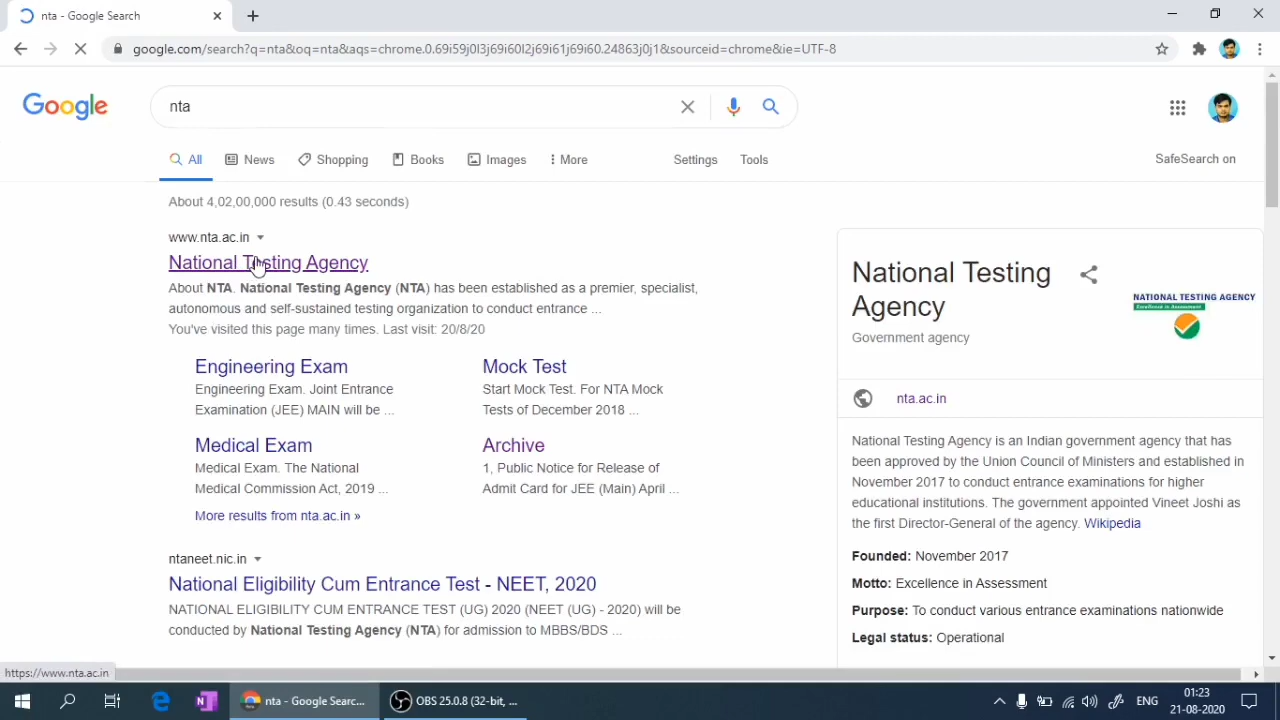 nta - Google Search
google.com/search?q=nta&oq=nta&aqs=chrome.0.69i59j0l3j69i60l2j69i61j69i60.24863j0j1&sourceid=chrome&ie=UTF-8
Google
nta
All
News
Shopping
Books
Images
More
Settings
Tools
SafeSearch on
About 4,02,00,000 results (0.43 seconds)
www.nta.ac.in
National Testing Agency
About NTA. National Testing Agency (NTA) has been established as a premier, specialist,
autonomous and self-sustained testing organization to conduct entrance ...
You've visited this page many times. Last visit: 20/8/20
Engineering Exam
Engineering Exam. Joint Entrance
Examination (JEE) MAIN will be ...
Mock Test
Start Mock Test. For NTA Mock
Tests of December 2018 ...
Medical Exam
Medical Exam. The National
Medical Commission Act, 2019 ...
Archive
1, Public Notice for Release of
Admit Card for JEE (Main) April ...
More results from nta.ac.in »
ntaneet.nic.in
National Eligibility Cum Entrance Test - NEET, 2020
NATIONAL ELIGIBILITY CUM ENTRANCE TEST (UG) 2020 (NEET (UG) - 2020) will be
conducted by National Testing Agency (NTA) for admission to MBBS/BDS ...
National Testing
Agency
Government agency
NATIONAL TESTING AGENCY
Excellence in Assessment
nta.ac.in
National Testing Agency is an Indian government agency that has
been approved by the Union Council of Ministers and established in
November 2017 to conduct entrance examinations for higher
educational institutions. The government appointed Vineet Joshi as
the first Director-General of the agency. Wikipedia
Founded: November 2017
Motto: Excellence in Assessment
Purpose: To conduct various entrance examinations nationwide
Legal status: Operational
https://www.nta.ac.in
nta - Google Searc...
OBS 25.0.8 (32-bit, ...
ENG
01:23
21-08-2020